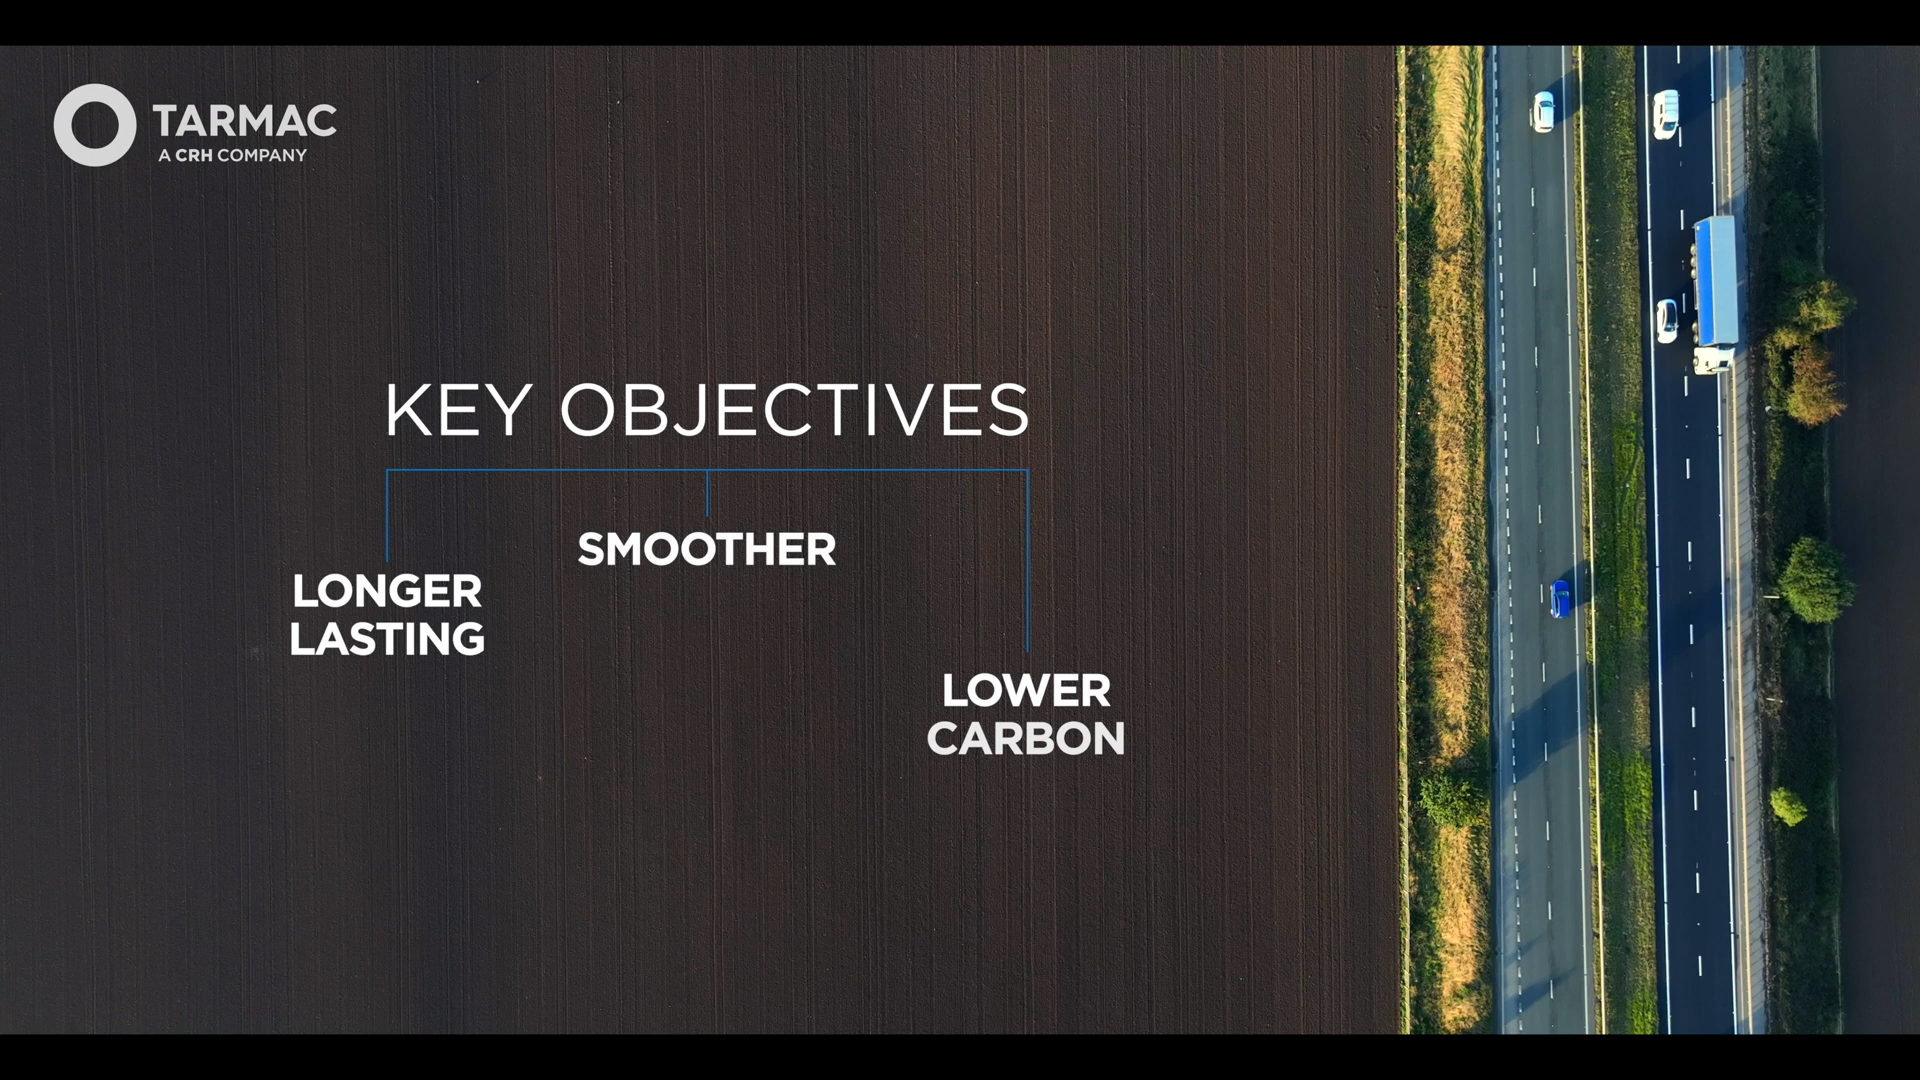 TARMAC
A CRH COMPANY
KEY OBJECTIVES
SMOOTHER
LONGER
LASTING
LOWER
CARBON